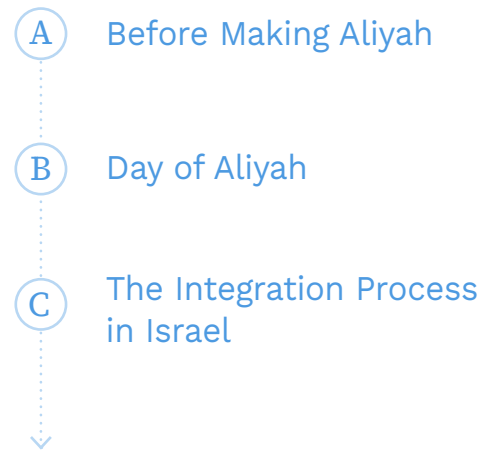 A Before Making Aliyah
B Day of Aliyah
C The Integration Process
in Israel